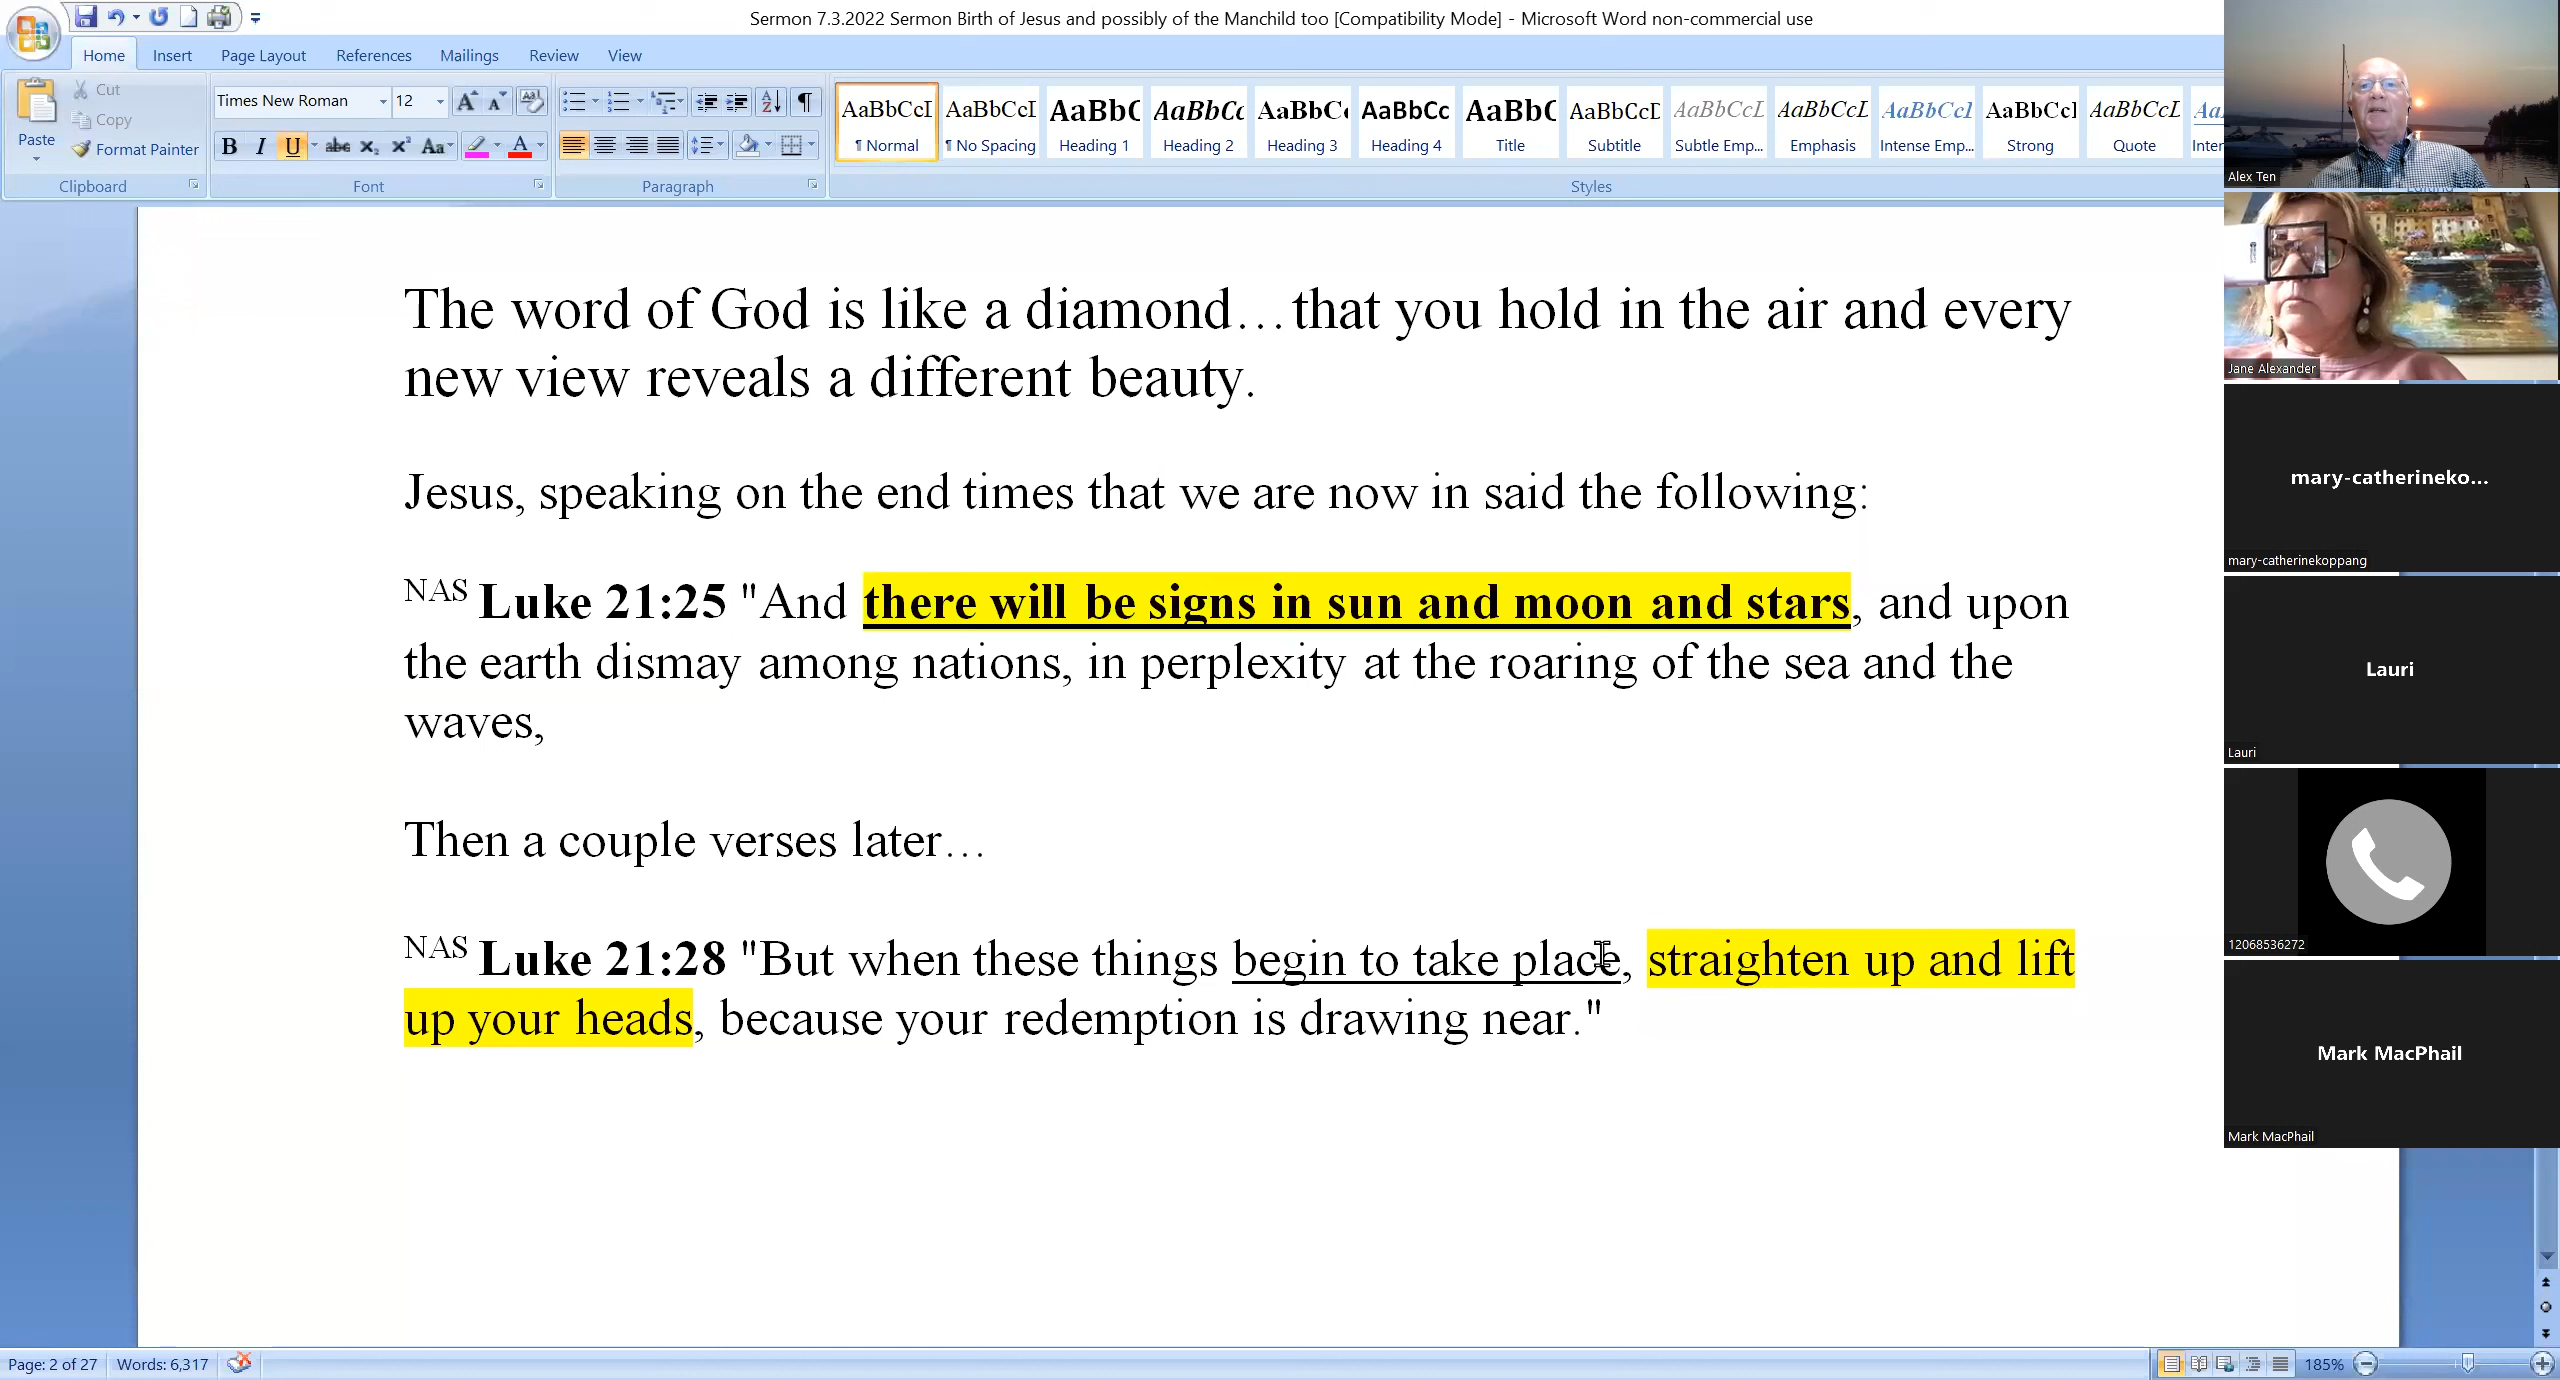 Sermon 7.3.2022 Sermon Birth of Jesus and possibly of the Manchild too [Compatibility Mode] - Microsoft Word non-commercial use
Home Insert Page Layout References Mailings Review View
Paste
Cut
Copy
Format Painter
Clipboard
Times New Roman 12
B I U abc x₂ x² Aa A
Font
Paragraph
AaBbCcI AaBbCcI AaBbC AaBbCc AaBbCc AaBbCc AaBbC AaBbCcD AaBbCcL AaBbCcL AaBbCcI AaBbCcI AaBbCcL Aa
¶ Normal ¶ No Spacing Heading 1 Heading 2 Heading 3 Heading 4 Title Subtitle Subtle Emp... Emphasis Intense Emp... Strong Quote Inter
Styles
The word of God is like a diamond…that you hold in the air and every
new view reveals a different beauty.
Jesus, speaking on the end times that we are now in said the following:
NAS Luke 21:25 "And there will be signs in sun and moon and stars, and upon
the earth dismay among nations, in perplexity at the roaring of the sea and the
waves,
Then a couple verses later…
NAS Luke 21:28 "But when these things begin to take place, straighten up and lift
up your heads, because your redemption is drawing near."
Alex Ten
Jane Alexander
mary-catherineko...
mary-catherinekoppang
Lauri
Lauri
12068536272
Mark MacPhail
Mark MacPhail
Page: 2 of 27 Words: 6,317
185%